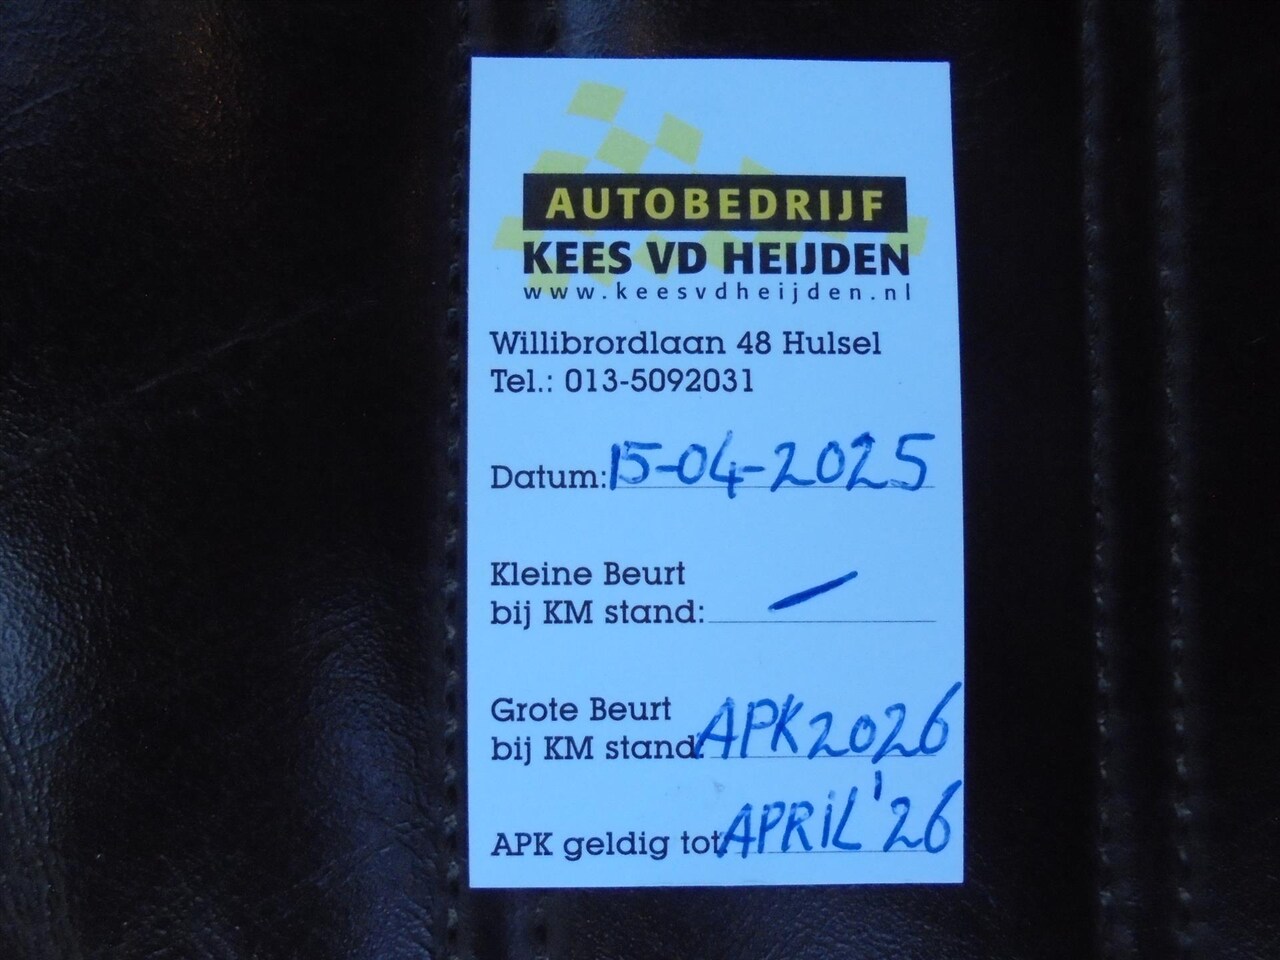 AUTOBEDRIJF
KEES VD HEIJDEN
www.keesvdheijden.nl
Willibrordlaan 48 Hulsel
Tel.: 013-5092031
Datum: 15-04-2025
Kleine Beurt
bij KM stand: —
Grote Beurt
bij KM stand: APK 2026
APK geldig tot APRiL '26